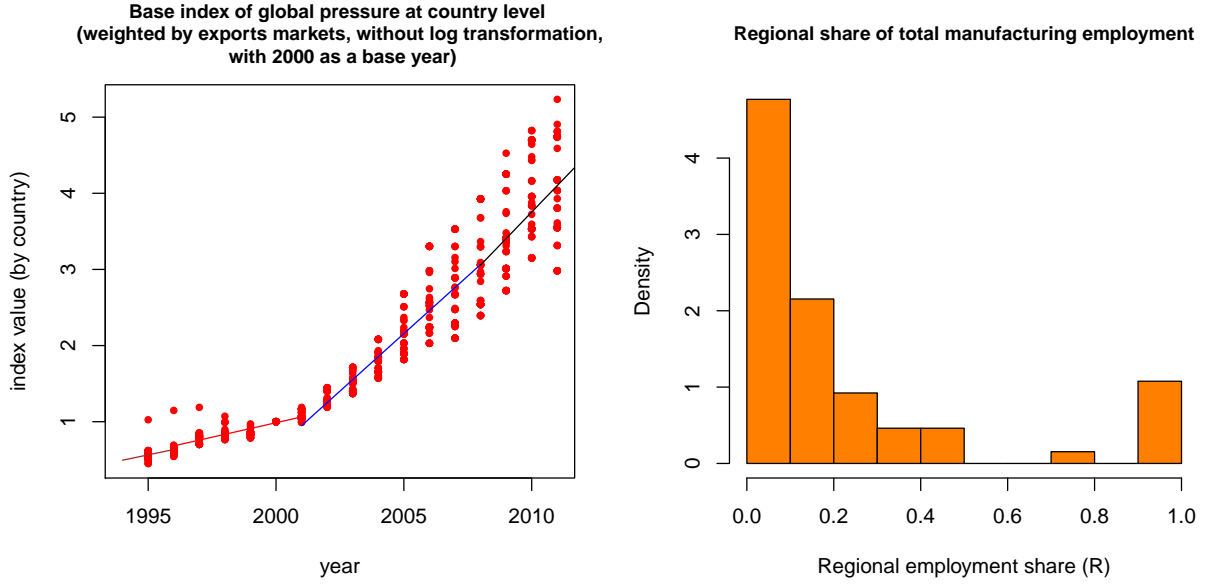 Base index of global pressure at country level
(weighted by exports markets, without log transformation,
with 2000 as a base year)
index value (by country)
5
4
3
2
1
1995 2000 2005 2010
year
Regional share of total manufacturing employment
Density
4
3
2
1
0
0.0 0.2 0.4 0.6 0.8 1.0
Regional employment share (R)